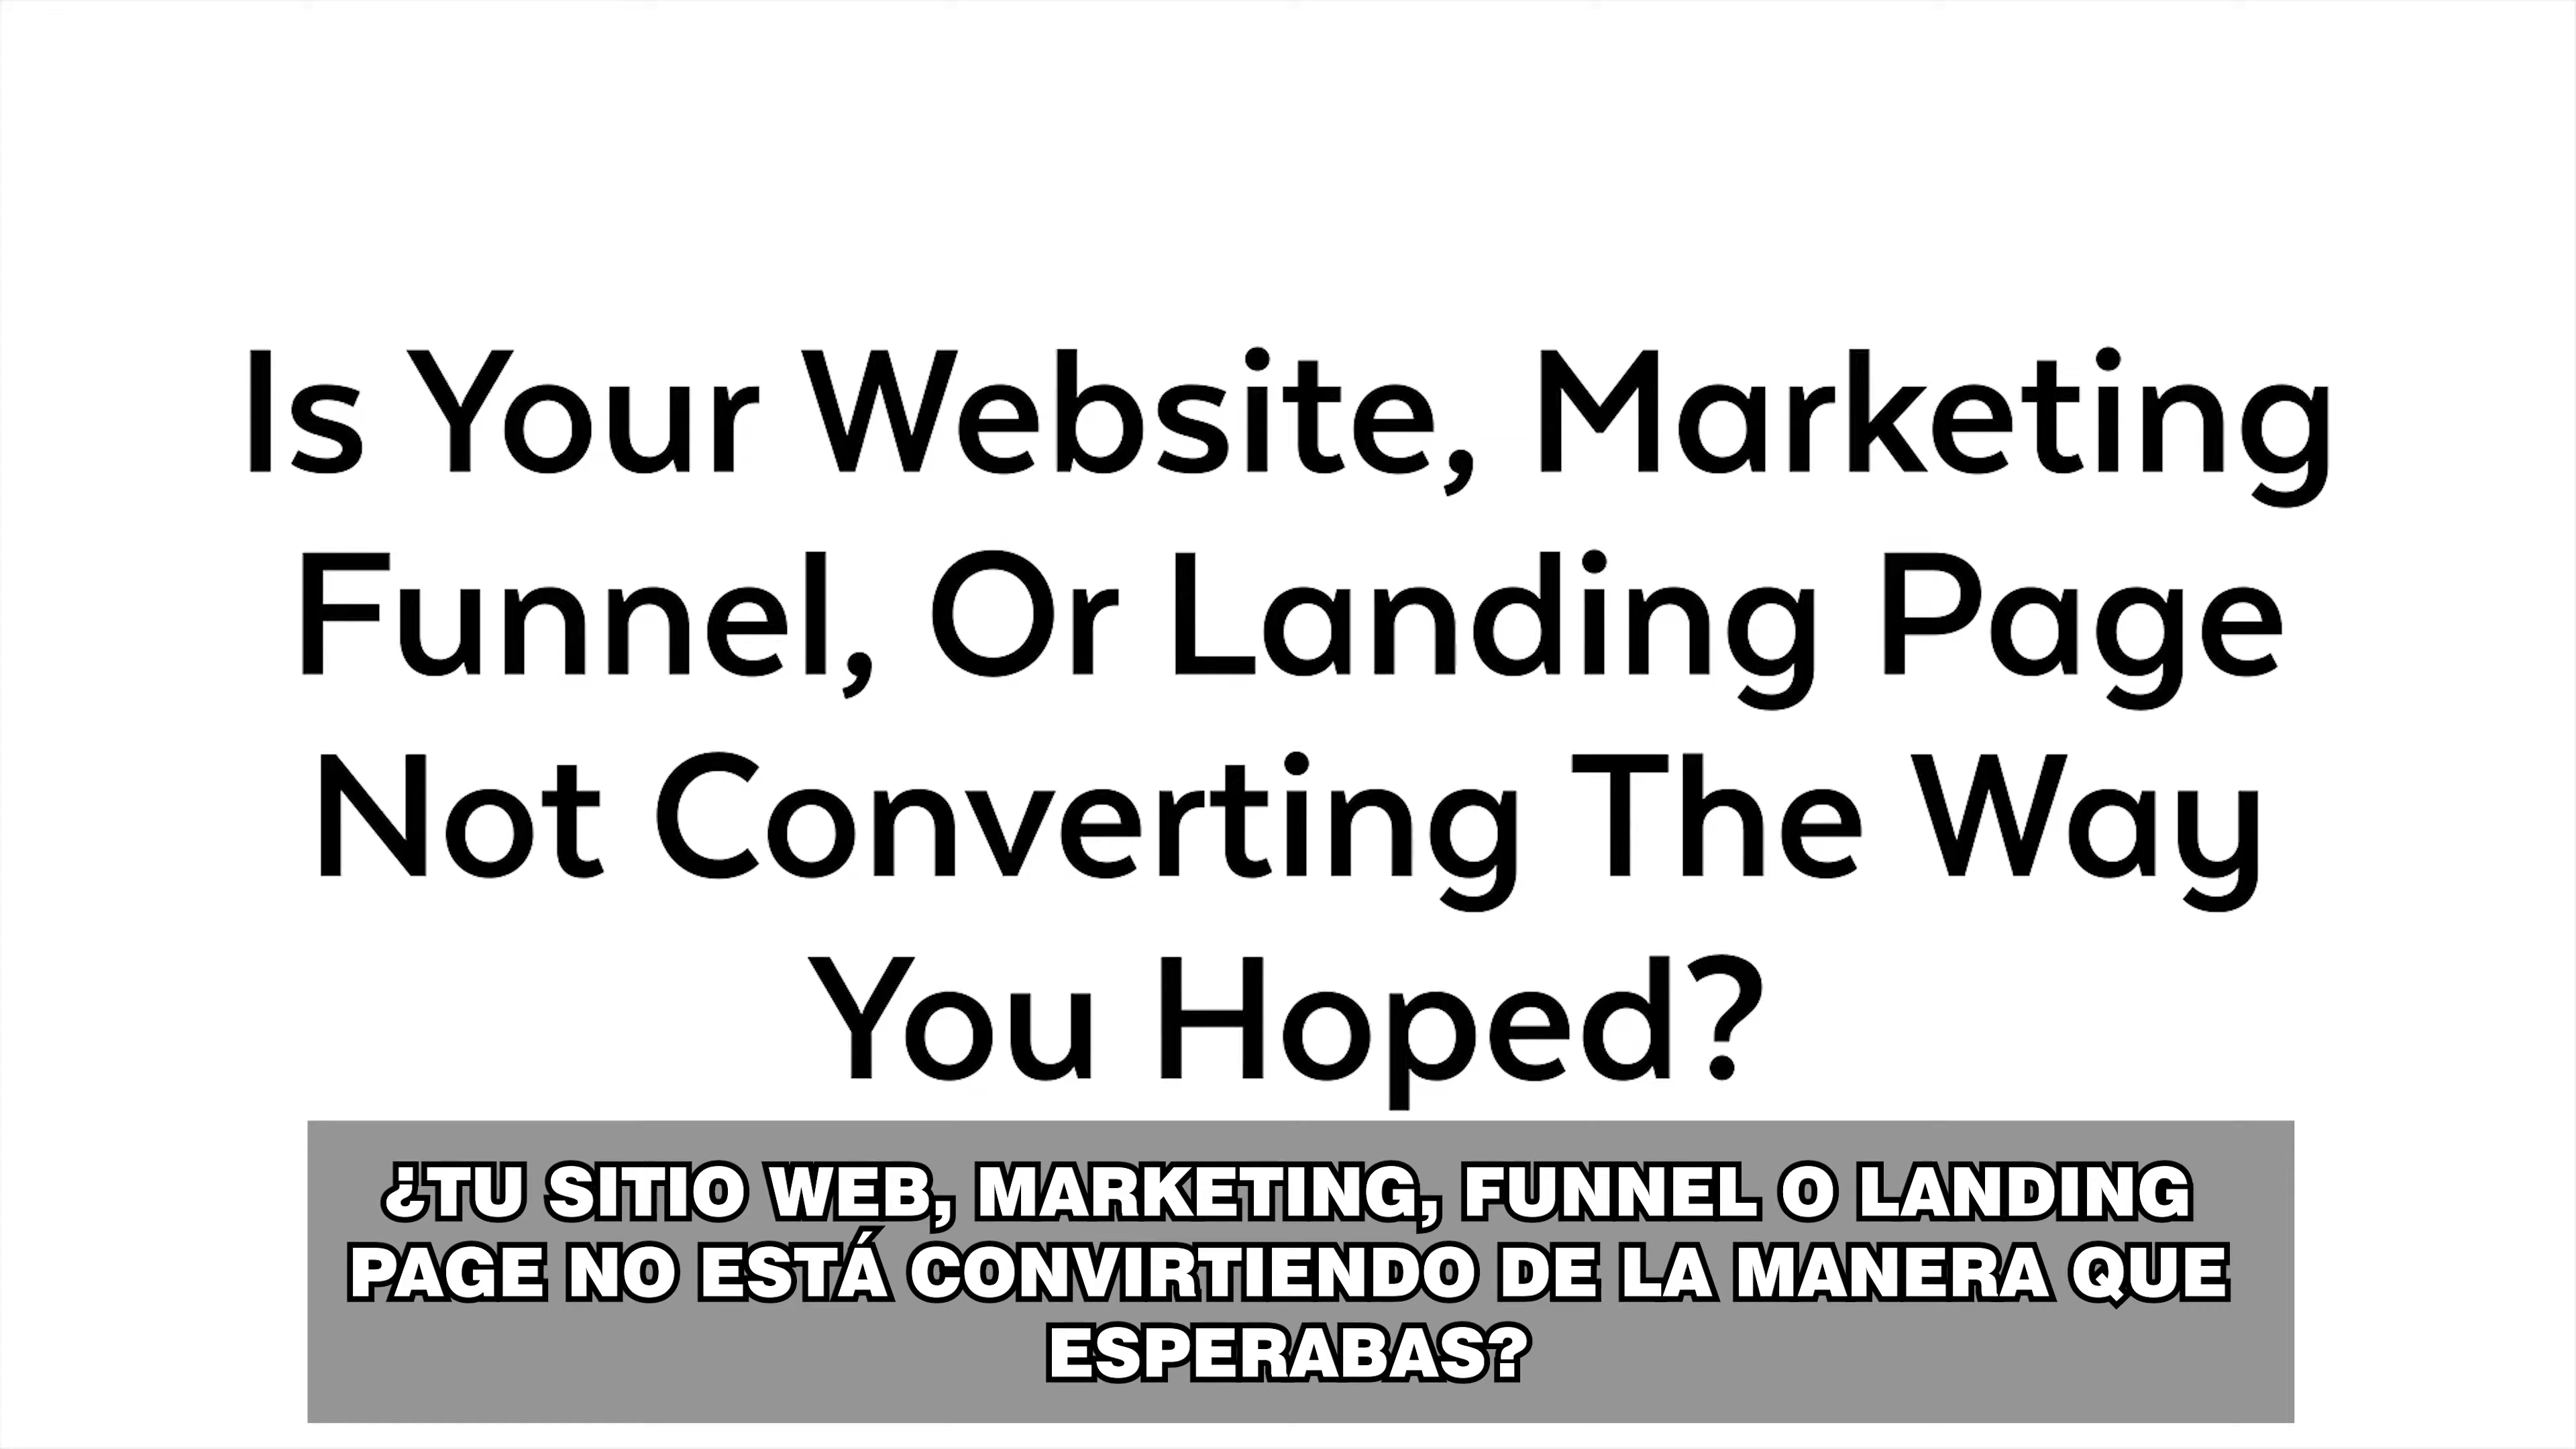 Is Your Website, Marketing
Funnel, Or Landing Page
Not Converting The Way
You Hoped?
¿TU SITIO WEB, MARKETING, FUNNEL O LANDING
PAGE NO ESTÁ CONVIRTIENDO DE LA MANERA QUE
ESPERABAS?